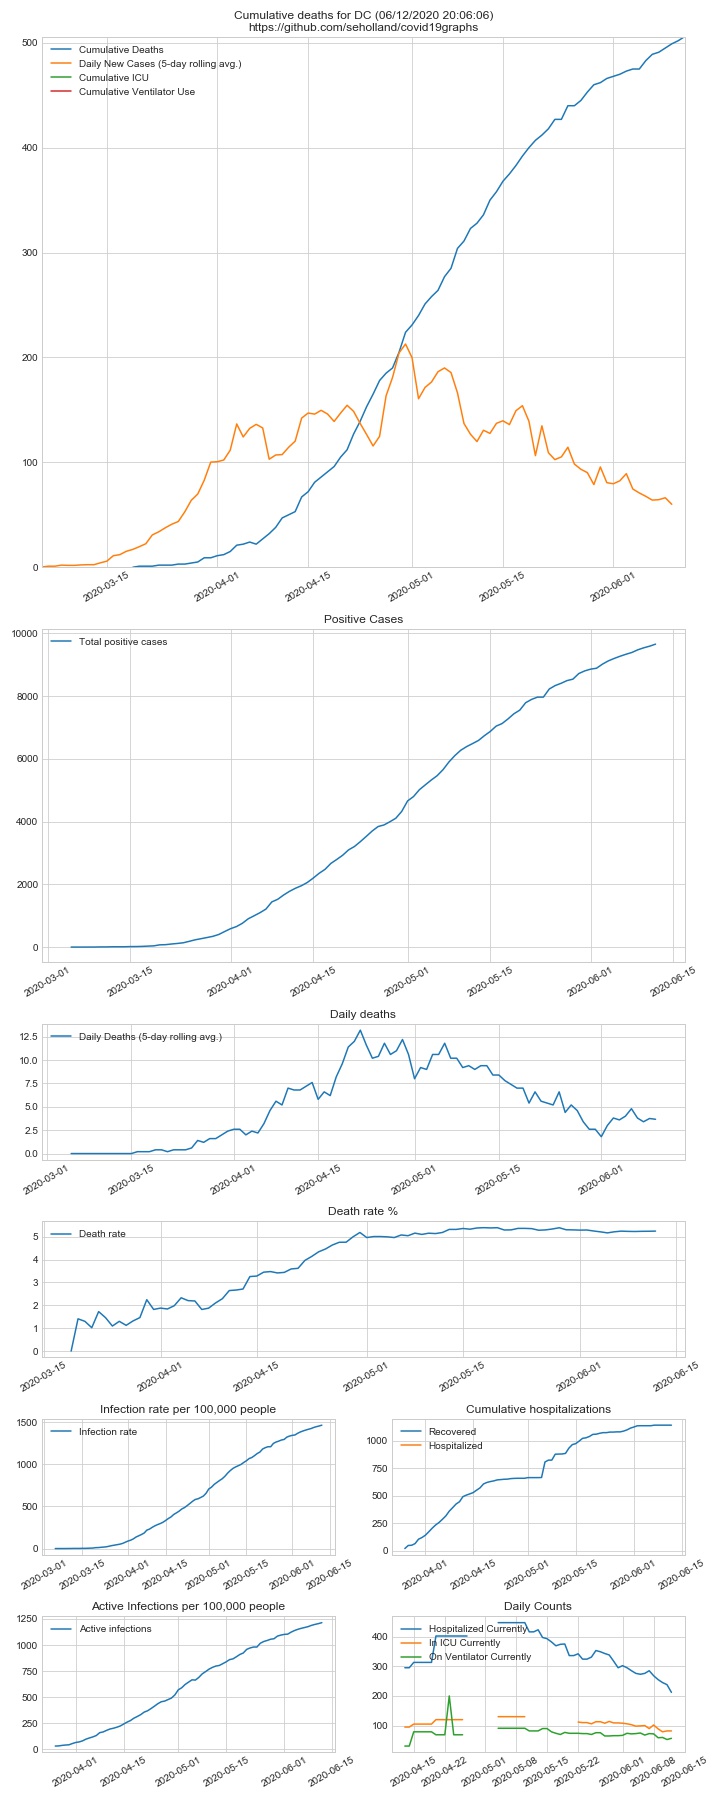 Cumulative deaths for DC (06/12/2020 20:06:06)
https://github.com/seholland/covid19graphs
Cumulative Deaths
Daily New Cases (5-day rolling avg.)
Cumulative ICU
Cumulative Ventilator Use
500
400
300
200
100
0
2020-03-15 2020-04-01 2020-04-15 2020-05-01 2020-05-15 2020-06-01
Positive Cases
Total positive cases
10000
8000
6000
4000
2000
0
2020-03-01 2020-03-15 2020-04-01 2020-04-15 2020-05-01 2020-05-15 2020-06-01 2020-06-15
Daily deaths
Daily Deaths (5-day rolling avg.)
12.5
10.0
7.5
5.0
2.5
0.0
2020-03-01 2020-03-15 2020-04-01 2020-04-15 2020-05-01 2020-05-15 2020-06-01
Death rate %
Death rate
5
4
3
2
1
0
2020-03-15 2020-04-01 2020-04-15 2020-05-01 2020-05-15 2020-06-01 2020-06-15
Infection rate per 100,000 people
Infection rate
1500
1000
500
0
2020-03-01 2020-03-15 2020-04-01 2020-04-15 2020-05-01 2020-05-15 2020-06-01 2020-06-15
Cumulative hospitalizations
Recovered
Hospitalized
1000
750
500
250
0
2020-04-01 2020-04-15 2020-05-01 2020-05-15 2020-06-01 2020-06-15
Active Infections per 100,000 people
Active infections
1250
1000
750
500
250
0
2020-04-01 2020-04-15 2020-05-01 2020-05-15 2020-06-01 2020-06-15
Daily Counts
Hospitalized Currently
In ICU Currently
On Ventilator Currently
400
300
200
100
2020-04-15 2020-04-22 2020-05-01 2020-05-08 2020-05-15 2020-05-22 2020-06-01 2020-06-08 2020-06-15